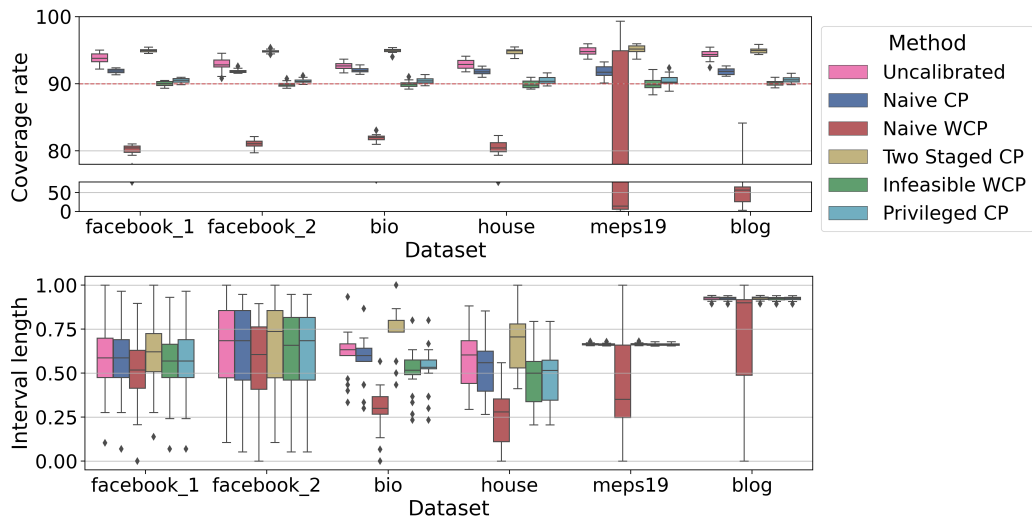 100
90
80
50
0
Coverage rate
facebook_1 facebook_2 bio house meps19 blog
Dataset
Method
Uncalibrated
Naive CP
Naive WCP
Two Staged CP
Infeasible WCP
Privileged CP
1.00
0.75
0.50
0.25
0.00
Interval length
facebook_1 facebook_2 bio house meps19 blog
Dataset